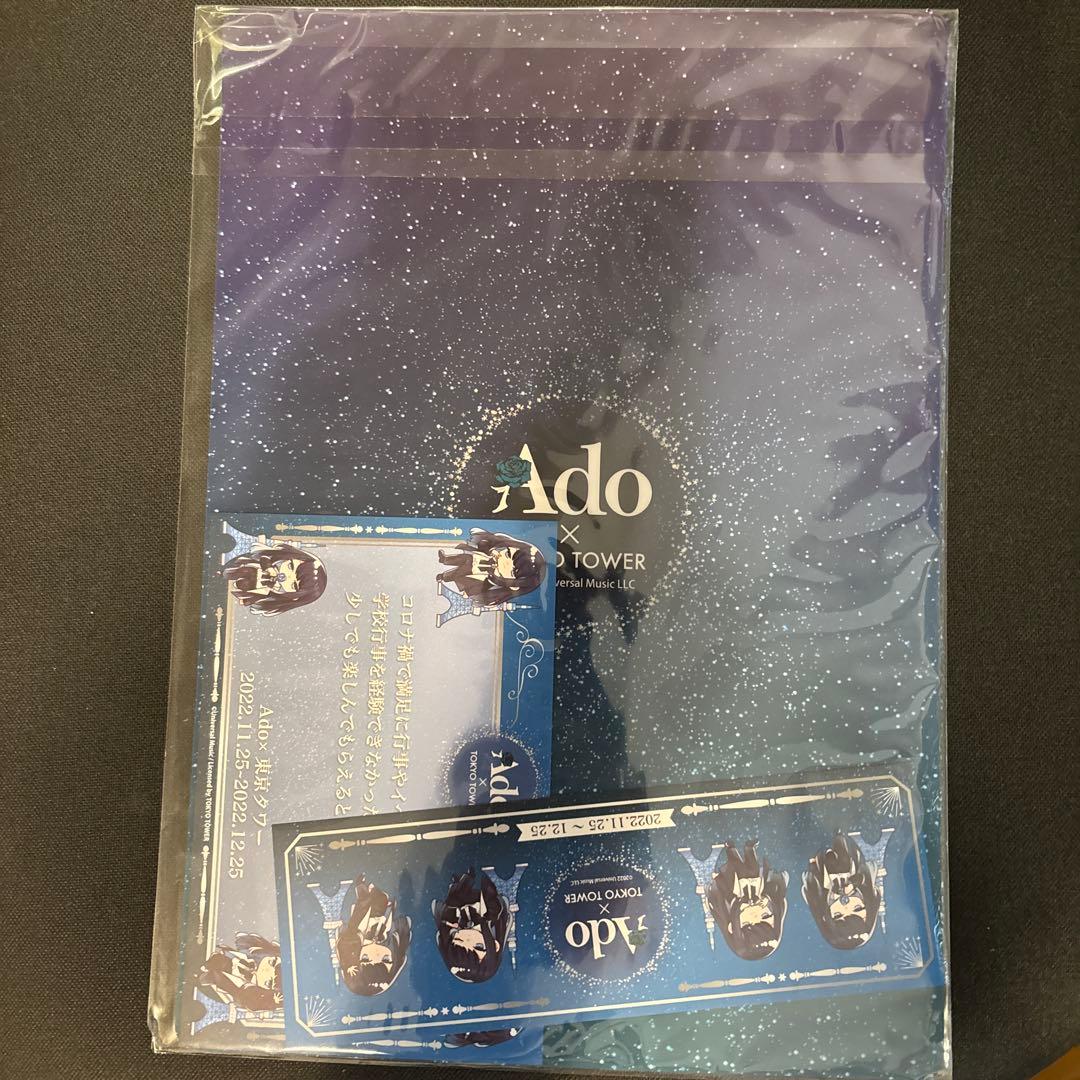 Ado
×
TOWER
Universal Music LLC
コロナ禍で満足に行事やイ
学校行事を経験できなかった
少しでも楽しんでもらえると
Ado×東京タワー
2022.11.25-2022.12.25
©Universal Music / Licensed by TOKYO TOWER
Ado
×
TOKYO TOWER
2022.11.25～12.25
Ado
×
TOKYO TOWER
©2022 Universal Music LLC